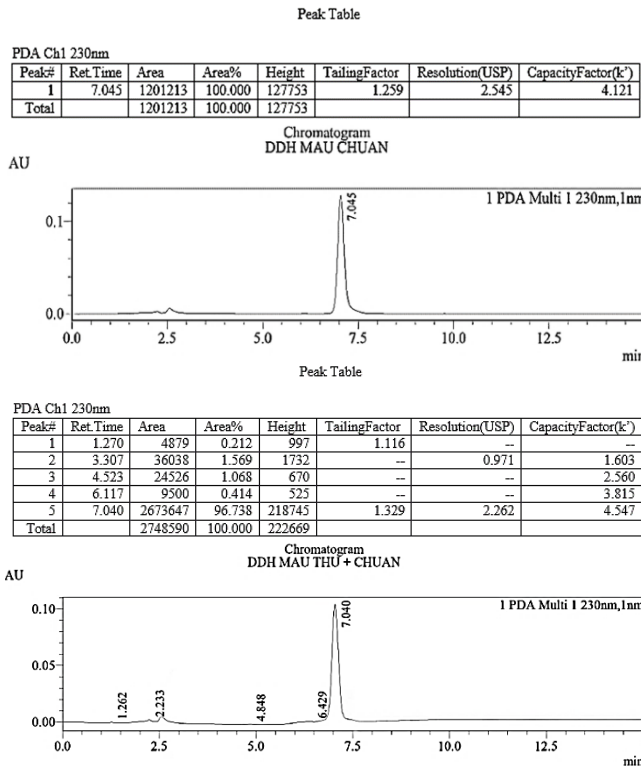 Peak Table
PDA Ch1 230nm
Peak# Ret.Time Area Area% Height TailingFactor Resolution(USP) CapacityFactor(k')
1 7.045 1201213 100.000 127753 1.259 2.545 4.121
Total 1201213 100.000 127753
Chromatogram
DDH MAU CHUAN
AU
1 PDA Multi 1 230nm,1nm
7.045
0.1
0.0
0.0 2.5 5.0 7.5 10.0 12.5
min
Peak Table
PDA Ch1 230nm
Peak# Ret.Time Area Area% Height TailingFactor Resolution(USP) CapacityFactor(k')
1 1.270 4879 0.212 997 1.116 -- --
2 3.307 36038 1.569 1732 -- 0.971 1.603
3 4.523 24526 1.068 670 -- -- 2.560
4 6.117 9500 0.414 525 -- -- 3.815
5 7.040 2673647 96.738 218745 1.329 2.262 4.547
Total 2748590 100.000 222669
Chromatogram
DDH MAU THU + CHUAN
AU
1 PDA Multi 1 230nm,1nm
0.10
0.05
0.00
1.262 2.233 4.848 6.429 7.040
0.0 2.5 5.0 7.5 10.0 12.5
min